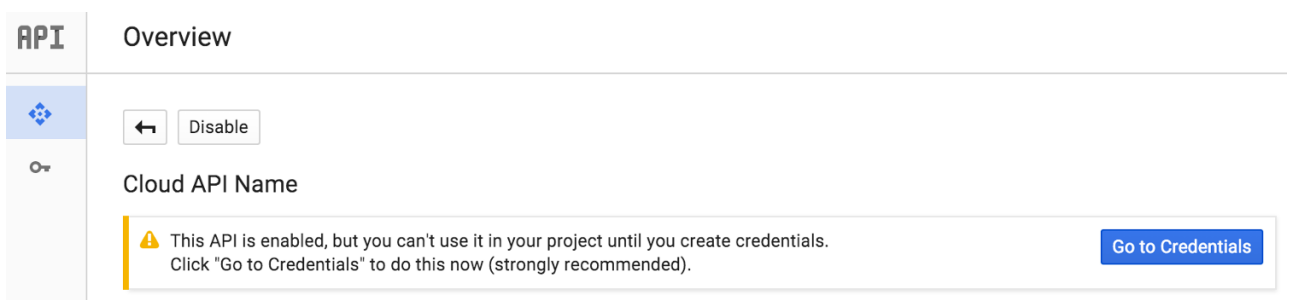 API
Overview
Disable
Cloud API Name
This API is enabled, but you can't use it in your project until you create credentials.
Click "Go to Credentials" to do this now (strongly recommended).
Go to Credentials